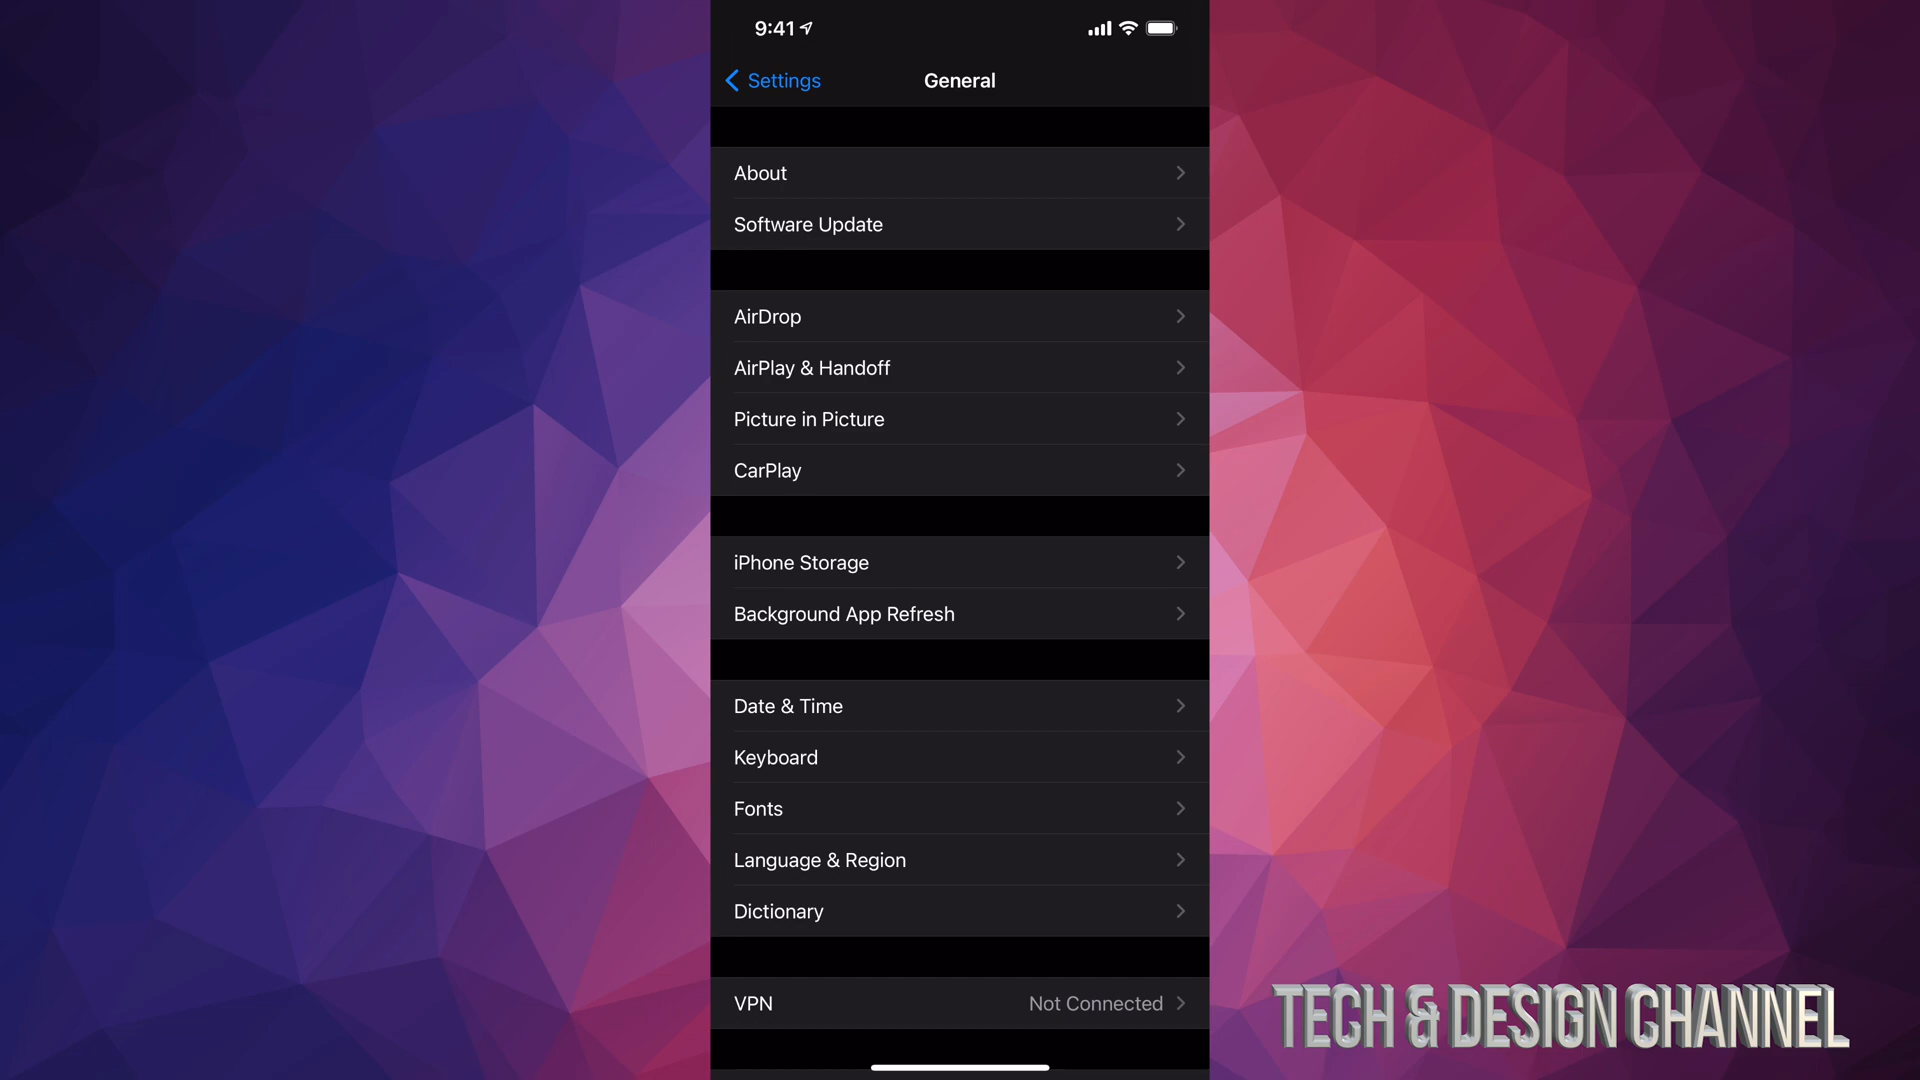 9:41
Settings
General
About
Software Update
AirDrop
AirPlay & Handoff
Picture in Picture
CarPlay
iPhone Storage
Background App Refresh
Date & Time
Keyboard
Fonts
Language & Region
Dictionary
VPN Not Connected
TECH & DESIGN CHANNEL